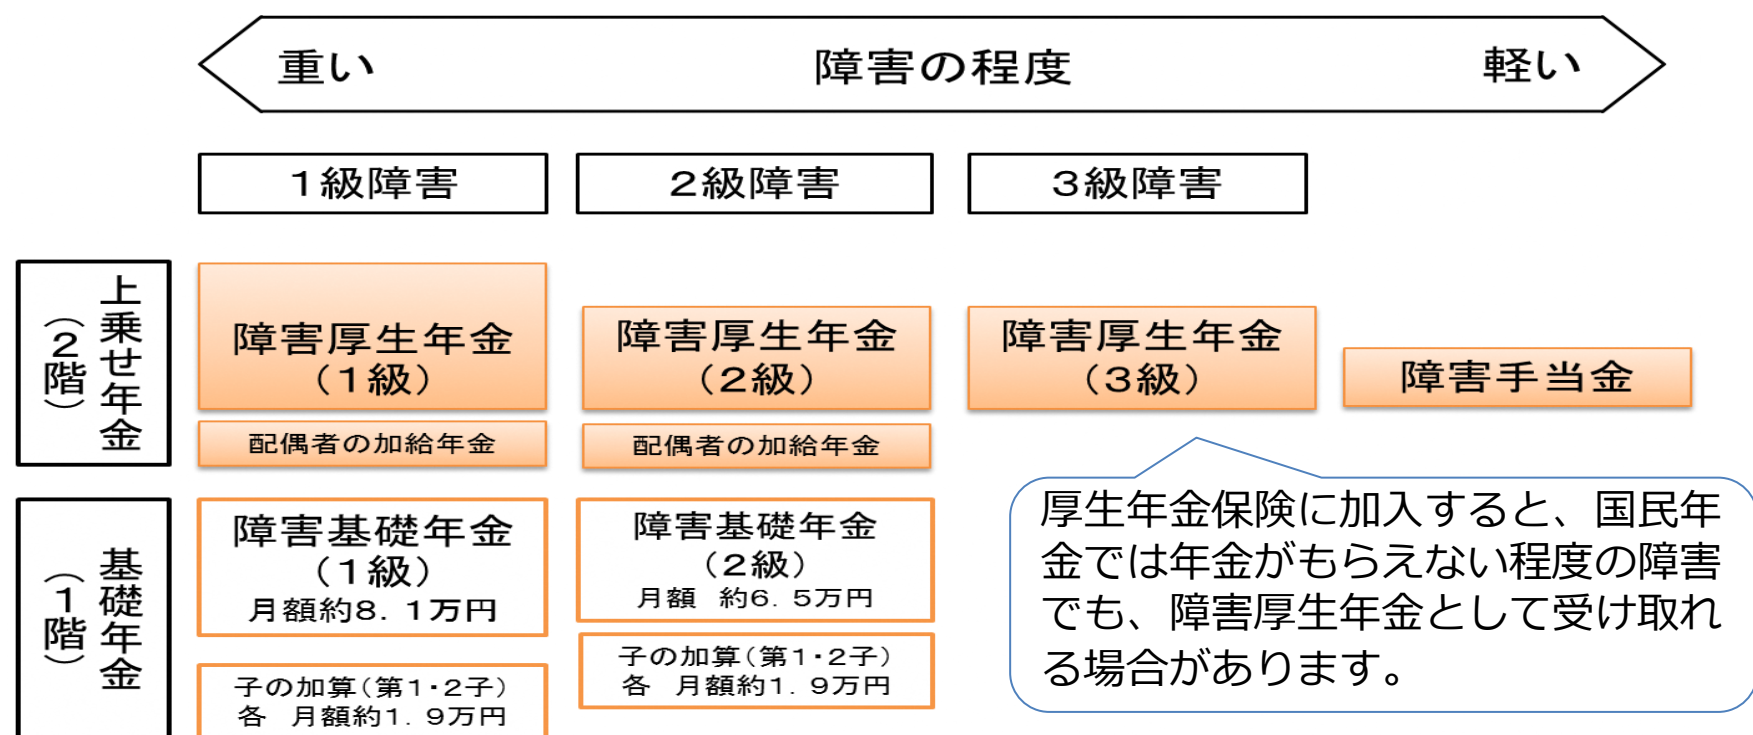 重い 障害の程度 軽い
1級障害
2級障害
3級障害
上乗せ年金
（2階）
障害厚生年金
（1級）
障害厚生年金
（2級）
障害厚生年金
（3級）
障害手当金
配偶者の加給年金
配偶者の加給年金
基礎年金
（1階）
障害基礎年金
（1級）
月額約8．1万円
障害基礎年金
（2級）
月額 約6．5万円
子の加算（第1・2子）
各 月額約1．9万円
子の加算（第1・2子）
各 月額約1．9万円
厚生年金保険に加入すると、国民年
金では年金がもらえない程度の障害
でも、障害厚生年金として受け取れ
る場合があります。